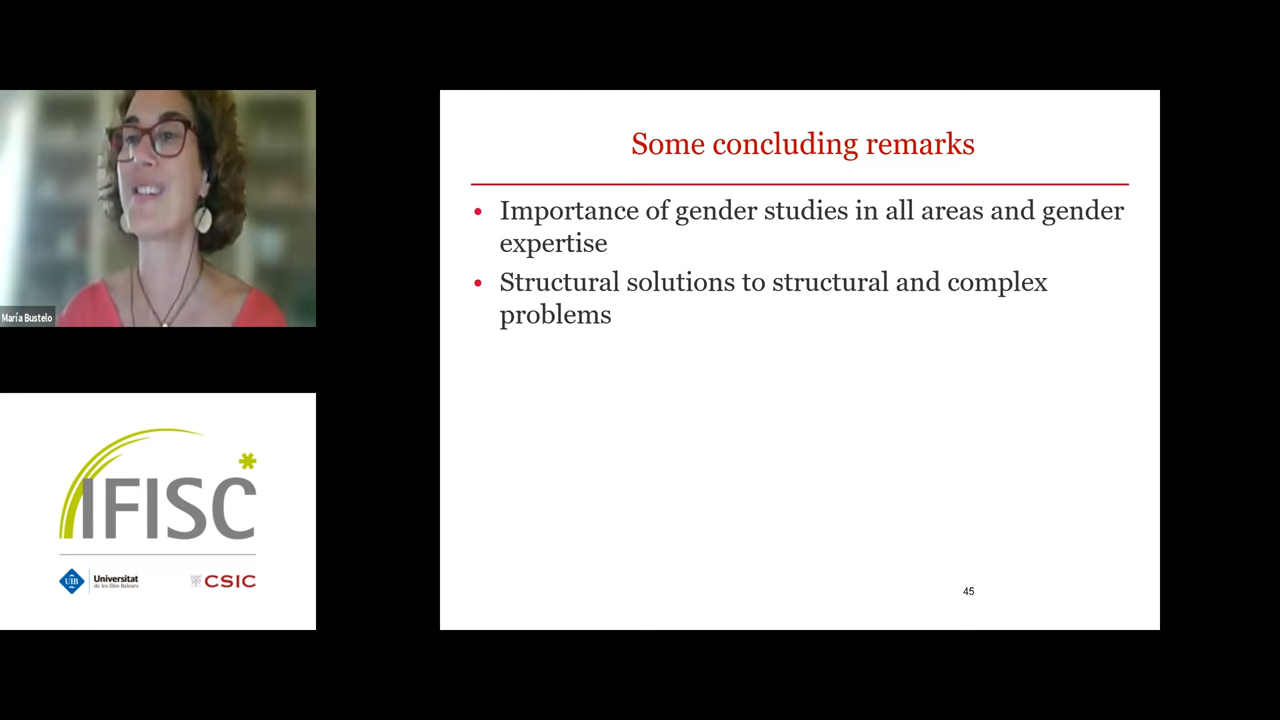 María Bustelo
IFISC
UIB
Universitat
de les Illes Balears
CSIC
Some concluding remarks
• Importance of gender studies in all areas and gender
expertise
• Structural solutions to structural and complex
problems
45